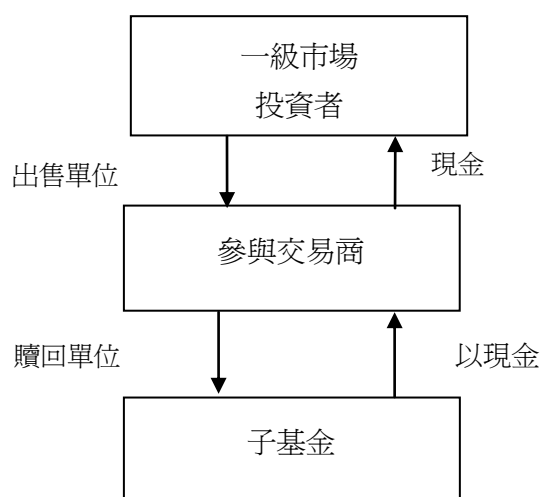 一級市場
投資者
出售單位
現金
參與交易商
贖回單位
以現金
子基金